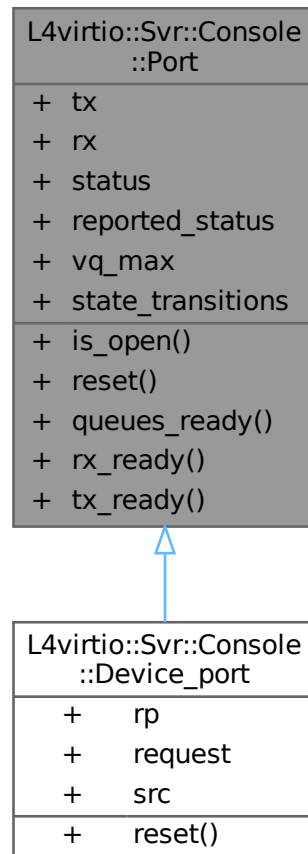 L4virtio::Svr::Console
::Port
+ tx
+ rx
+ status
+ reported_status
+ vq_max
+ state_transitions
+ is_open()
+ reset()
+ queues_ready()
+ rx_ready()
+ tx_ready()
L4virtio::Svr::Console
::Device_port
+ rp
+ request
+ src
+ reset()